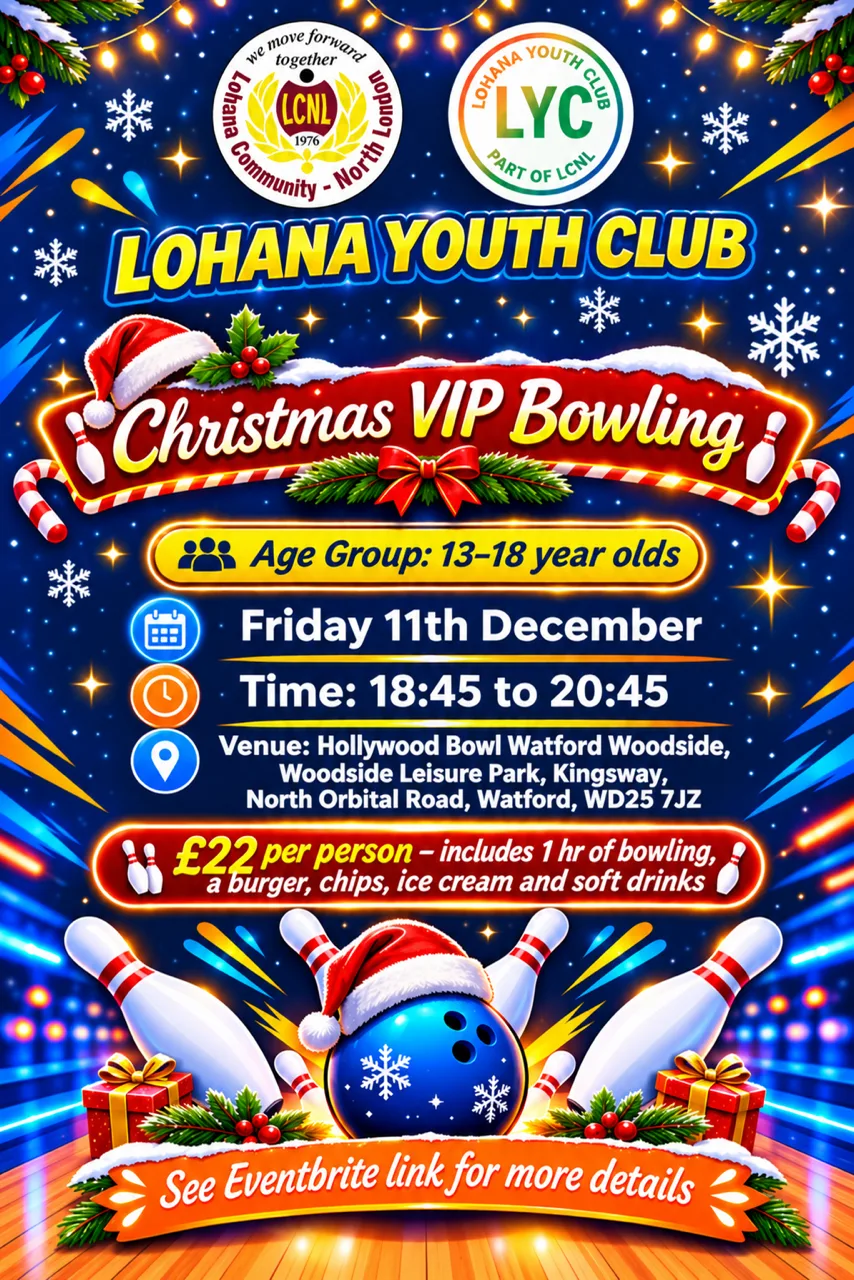 we move forward
together
LCNL
1976
Lohana Community - North London
LOHANA YOUTH CLUB
LYC
PART OF LCNL
LOHANA YOUTH CLUB
Christmas VIP Bowling
Age Group: 13–18 year olds
Friday 11th December
Time: 18:45 to 20:45
Venue: Hollywood Bowl Watford Woodside,
Woodside Leisure Park, Kingsway,
North Orbital Road, Watford, WD25 7JZ
£22 per person – includes 1 hr of bowling,
a burger, chips, ice cream and soft drinks
See Eventbrite link for more details